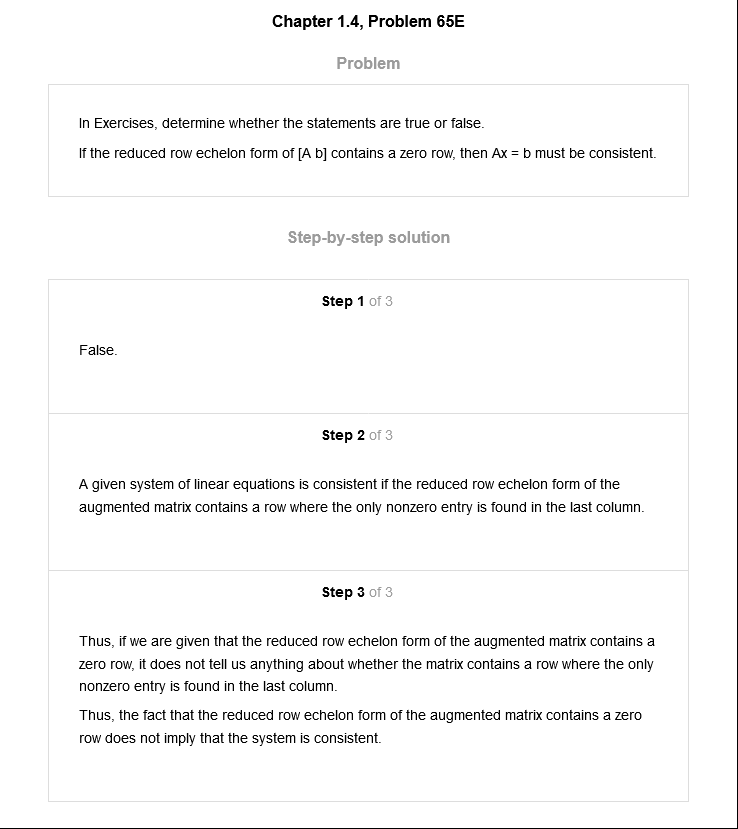 Chapter 1.4, Problem 65E
Problem
In Exercises, determine whether the statements are true or false.
If the reduced row echelon form of [A b] contains a zero row, then Ax = b must be consistent.
Step-by-step solution
Step 1 of 3
False.
Step 2 of 3
A given system of linear equations is consistent if the reduced row echelon form of the
augmented matrix contains a row where the only nonzero entry is found in the last column.
Step 3 of 3
Thus, if we are given that the reduced row echelon form of the augmented matrix contains a
zero row, it does not tell us anything about whether the matrix contains a row where the only
nonzero entry is found in the last column.
Thus, the fact that the reduced row echelon form of the augmented matrix contains a zero
row does not imply that the system is consistent.